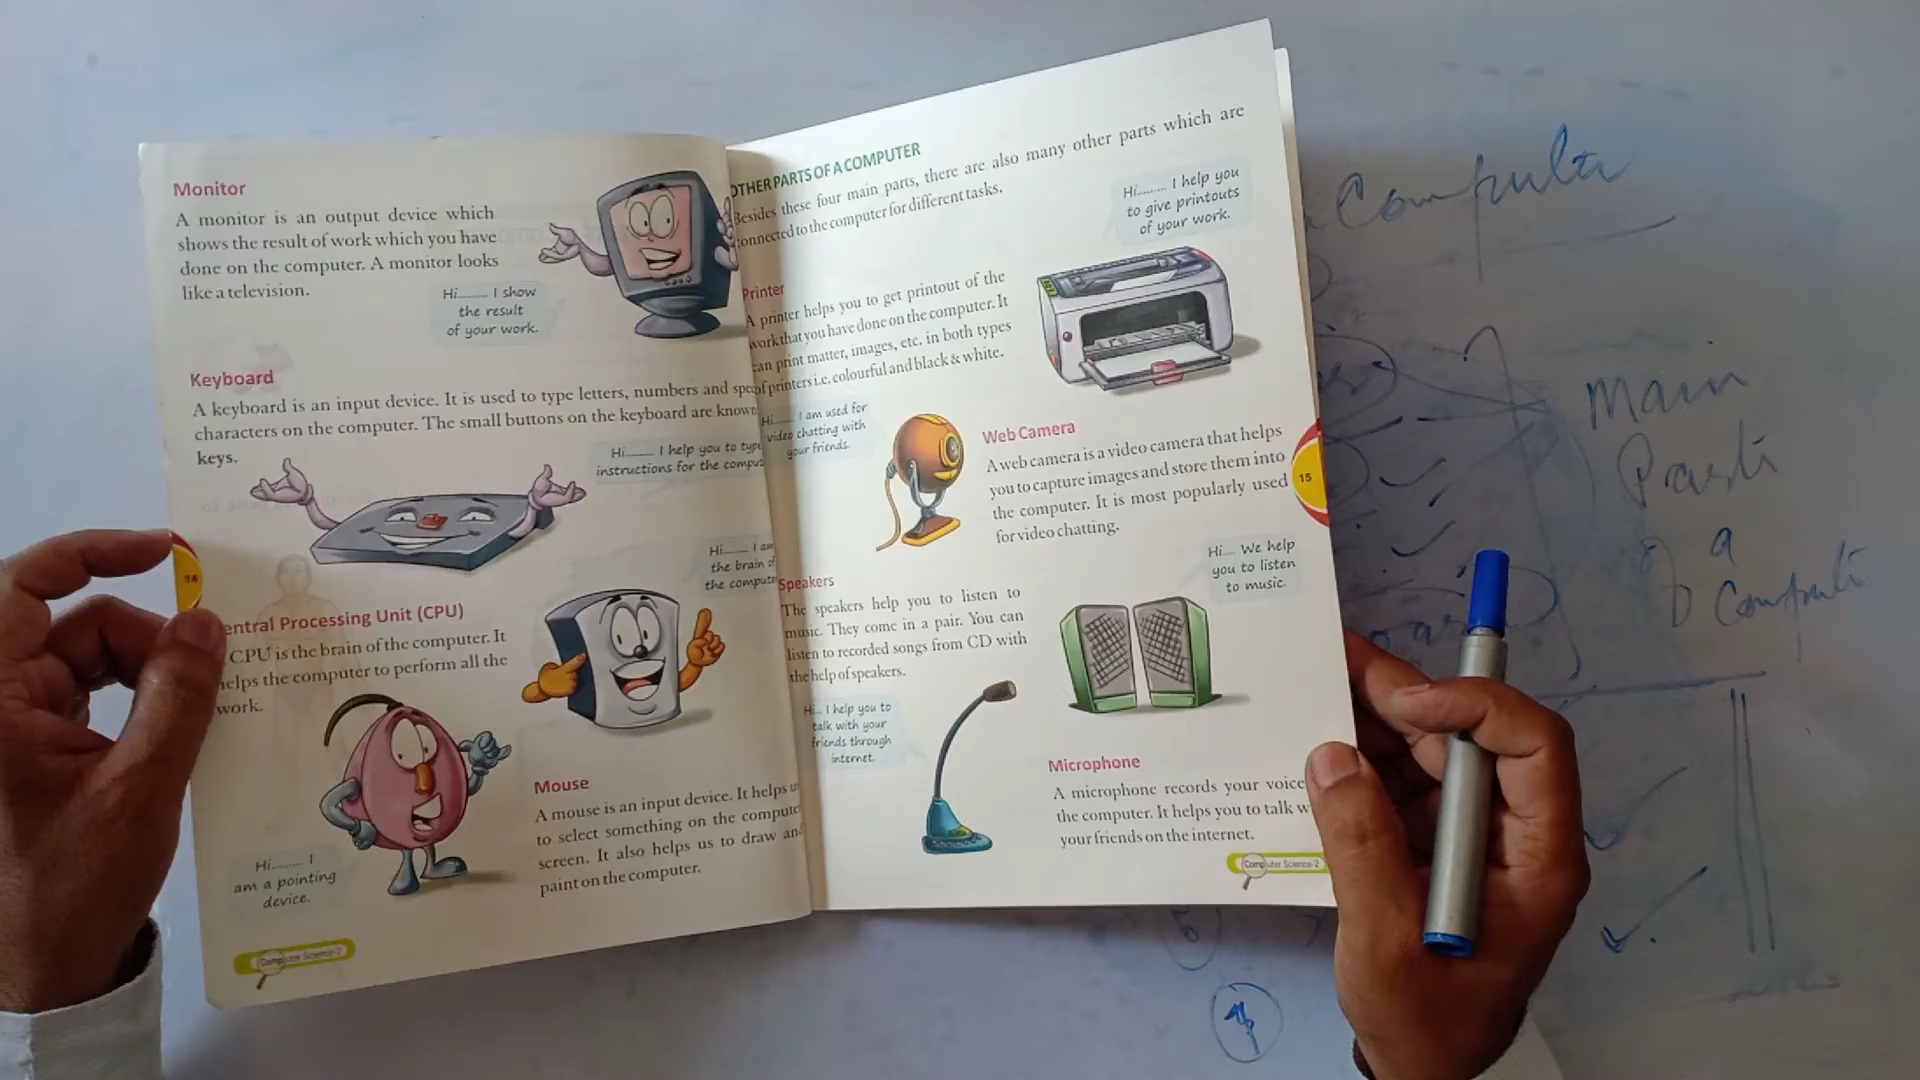 Monitor
A monitor is an output device which
shows the result of work which you have
done on the computer. A monitor looks
like a television.
Hi......... I show
the result
of your work.
Keyboard
A keyboard is an input device. It is used to type letters, numbers and spe
characters on the computer. The small buttons on the keyboard are known
keys.
Hi......... I help you to type
instructions for the comput
14
Hi......... I am
the brain of
the compute
entral Processing Unit (CPU)
CPU is the brain of the computer. It
helps the computer to perform all the
work.
Mouse
A mouse is an input device. It helps u
to select something on the compute
screen. It also helps us to draw and
paint on the computer.
Hi......... I
am a pointing
device.
Computer Science-2
OTHER PARTS OF A COMPUTER
Besides these four main parts, there are also many other parts which are
connected to the computer for different tasks.
Hi......... I help you
to give printouts
of your work.
Printer
A printer helps you to get printout of the
work that you have done on the computer. It
can print matter, images, etc. in both types
of printers i.e. colourful and black & white.
Hi...... I am used for
video chatting with
your friends.
Web Camera
A web camera is a video camera that helps
you to capture images and store them into
the computer. It is most popularly used
for video chatting.
15
Hi... We help
you to listen
to music.
Speakers
The speakers help you to listen to
music. They come in a pair. You can
listen to recorded songs from CD with
the help of speakers.
Hi... I help you to
talk with your
friends through
internet.
Microphone
A microphone records your voice
the computer. It helps you to talk w
your friends on the internet.
Computer Science-2
Computer
Main
Parts
of a
Computer